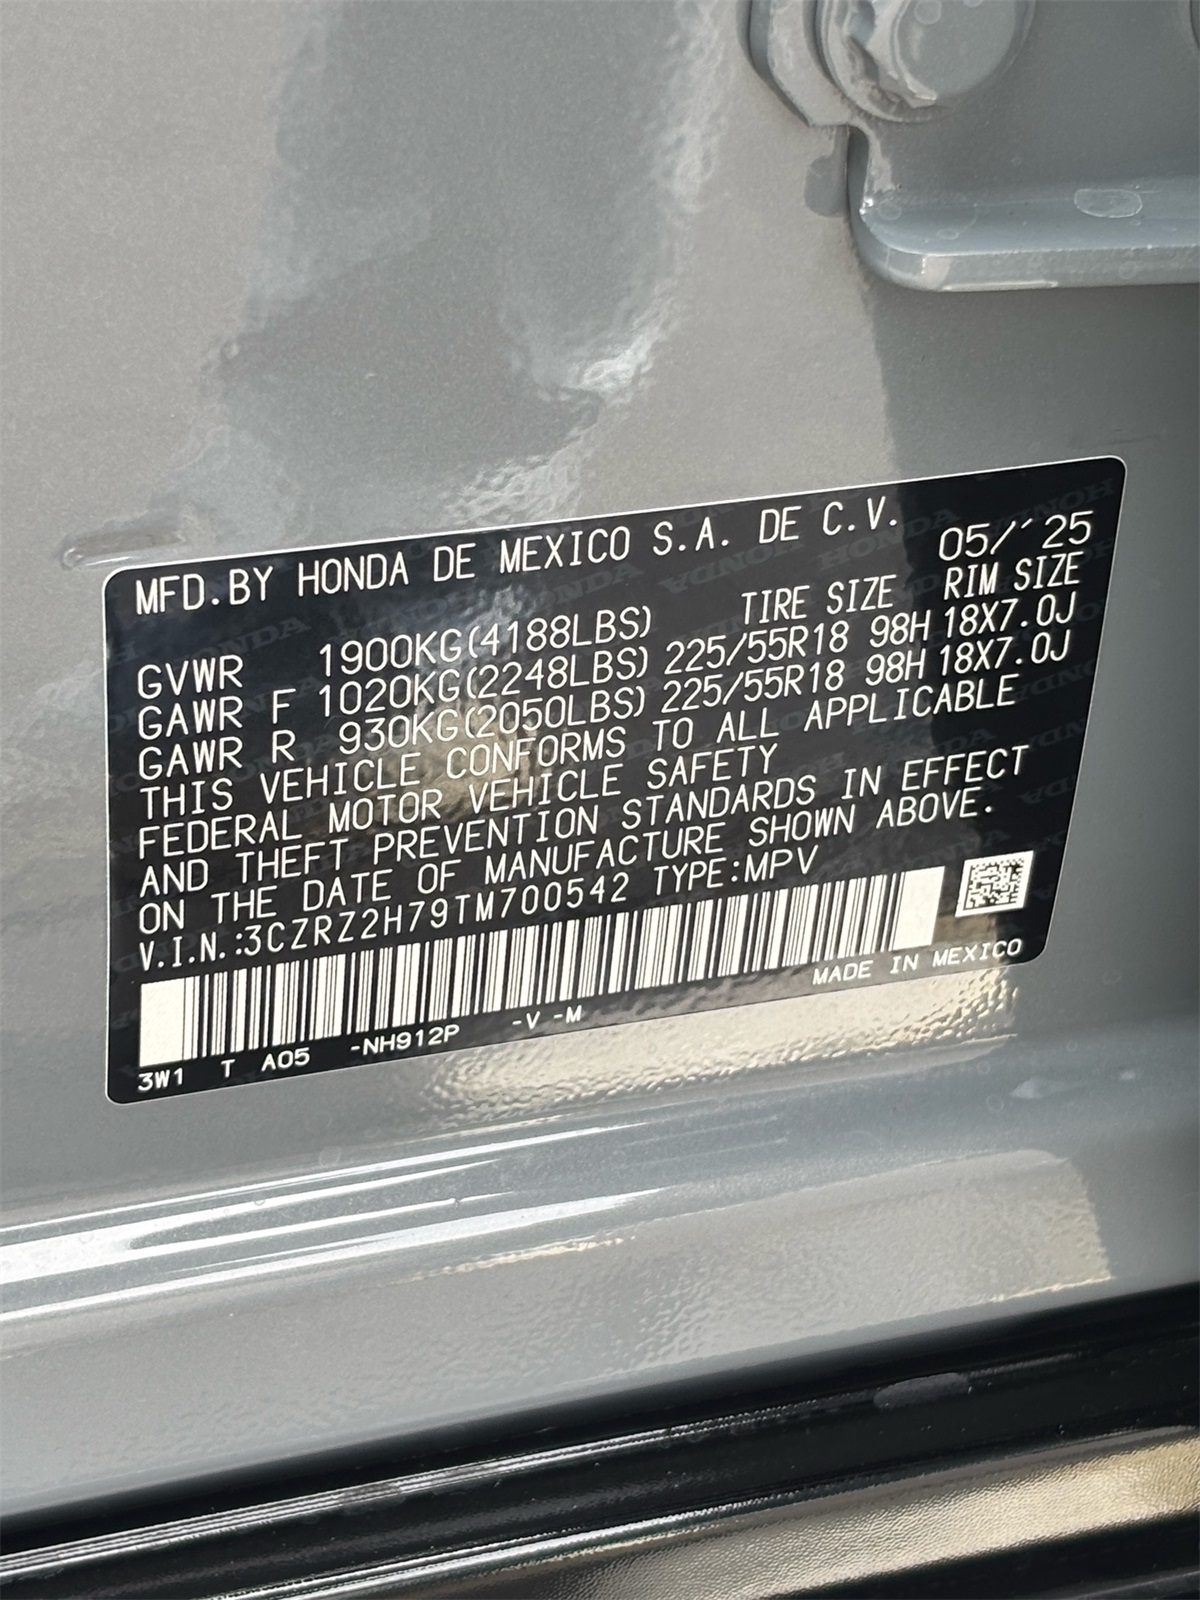 MFD.BY HONDA DE MEXICO S.A. DE C.V.
05/´25
TIRE SIZE RIM SIZE
GVWR 1900KG(4188LBS)
GAWR F 1020KG(2248LBS) 225/55R18 98H 18X7.0J
GAWR R 930KG(2050LBS) 225/55R18 98H 18X7.0J
THIS VEHICLE CONFORMS TO ALL APPLICABLE
FEDERAL MOTOR VEHICLE SAFETY
AND THEFT PREVENTION STANDARDS IN EFFECT
ON THE DATE OF MANUFACTURE SHOWN ABOVE.
V.I.N.:3CZRZ2H79TM700542 TYPE:MPV
MADE IN MEXICO
3W1 T A05 -NH912P -V -M